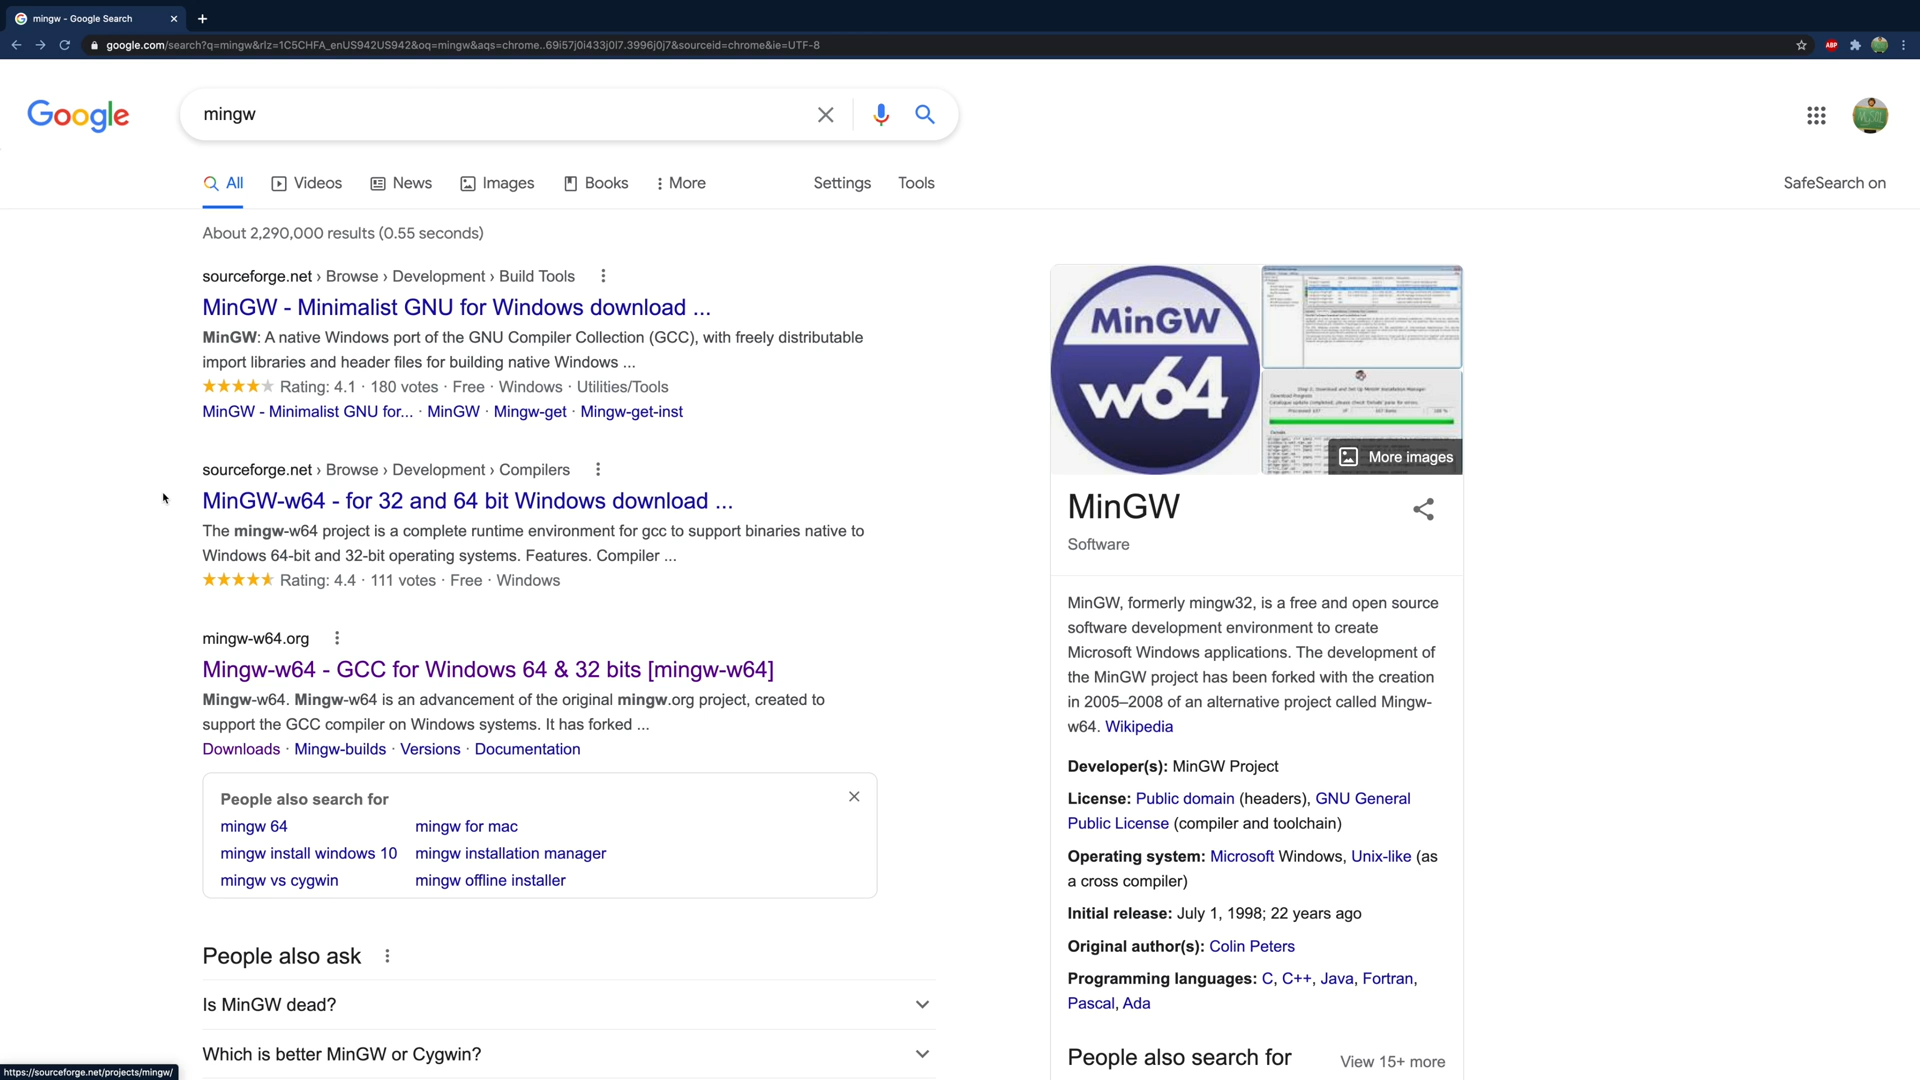 mingw - Google Search
google.com/search?q=mingw&rlz=1C5CHFA_enUS942US942&oq=mingw&aqs=chrome..69i57j0i433j0l7.3996j0j7&sourceid=chrome&ie=UTF-8
ABP
Google
mingw
MySQL
All
Videos
News
Images
Books
More
Settings
Tools
SafeSearch on
About 2,290,000 results (0.55 seconds)
sourceforge.net › Browse › Development › Build Tools
MinGW - Minimalist GNU for Windows download ...
MinGW: A native Windows port of the GNU Compiler Collection (GCC), with freely distributable
import libraries and header files for building native Windows ...
Rating: 4.1 · 180 votes · Free · Windows · Utilities/Tools
MinGW - Minimalist GNU for... · MinGW · Mingw-get · Mingw-get-inst
sourceforge.net › Browse › Development › Compilers
MinGW-w64 - for 32 and 64 bit Windows download ...
The mingw-w64 project is a complete runtime environment for gcc to support binaries native to
Windows 64-bit and 32-bit operating systems. Features. Compiler ...
Rating: 4.4 · 111 votes · Free · Windows
mingw-w64.org
Mingw-w64 - GCC for Windows 64 & 32 bits [mingw-w64]
Mingw-w64. Mingw-w64 is an advancement of the original mingw.org project, created to
support the GCC compiler on Windows systems. It has forked ...
Downloads · Mingw-builds · Versions · Documentation
People also search for
mingw 64
mingw for mac
mingw install windows 10
mingw installation manager
mingw vs cygwin
mingw offline installer
People also ask
Is MinGW dead?
Which is better MinGW or Cygwin?
https://sourceforge.net/projects/mingw/
MinGW
w64
More images
MinGW
Software
MinGW, formerly mingw32, is a free and open source
software development environment to create
Microsoft Windows applications. The development of
the MinGW project has been forked with the creation
in 2005–2008 of an alternative project called Mingw-
w64. Wikipedia
Developer(s): MinGW Project
License: Public domain (headers), GNU General
Public License (compiler and toolchain)
Operating system: Microsoft Windows, Unix-like (as
a cross compiler)
Initial release: July 1, 1998; 22 years ago
Original author(s): Colin Peters
Programming languages: C, C++, Java, Fortran,
Pascal, Ada
People also search for
View 15+ more